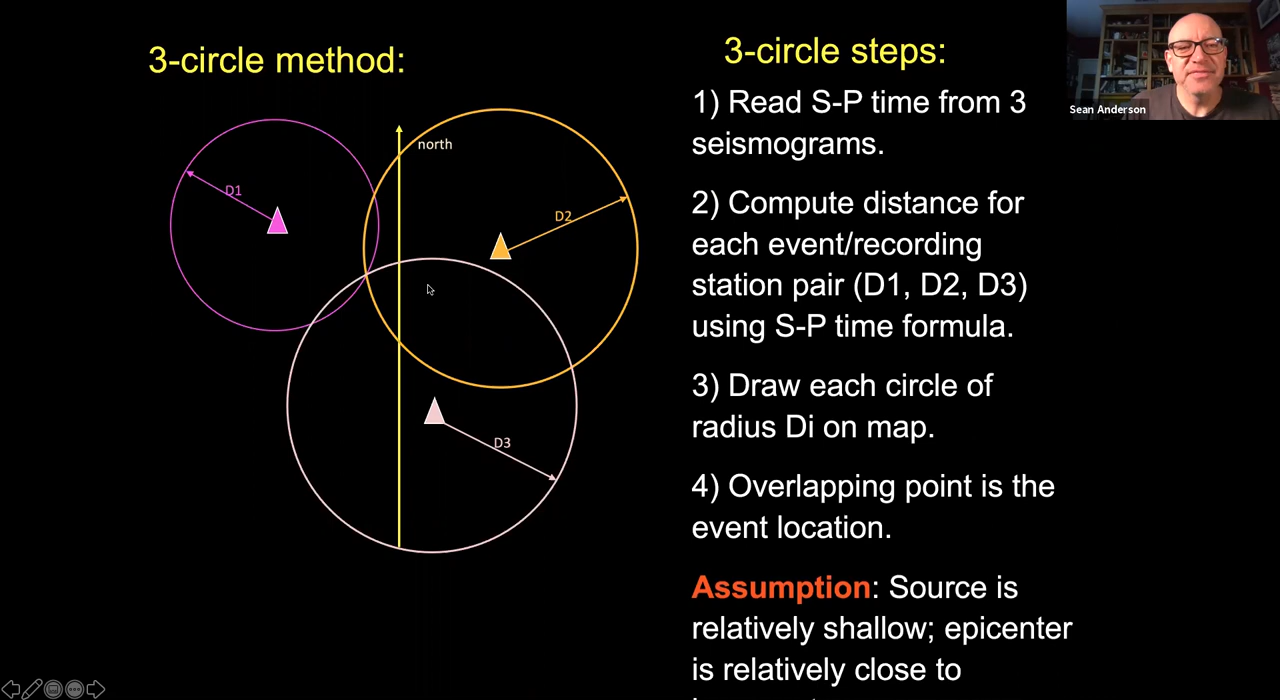 3-circle method:
north
D1
D2
D3
3-circle steps:
1) Read S-P time from 3
seismograms.
2) Compute distance for
each event/recording
station pair (D1, D2, D3)
using S-P time formula.
3) Draw each circle of
radius Di on map.
4) Overlapping point is the
event location.
Assumption: Source is
relatively shallow; epicenter
is relatively close to
Sean Anderson